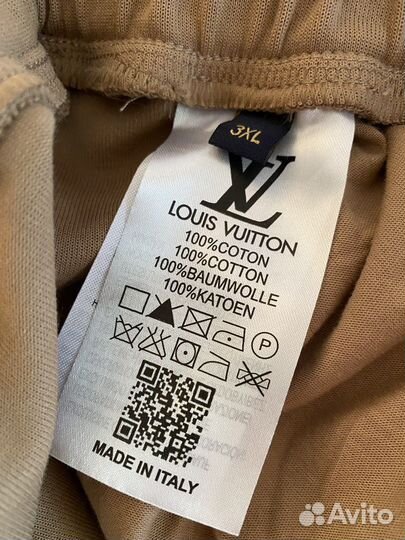 3XL
LV
LOUIS VUITTON
100%COTON
100%COTTON
100%BAUMWOLLE
100%KATOEN
P
MADE IN ITALY
Avito